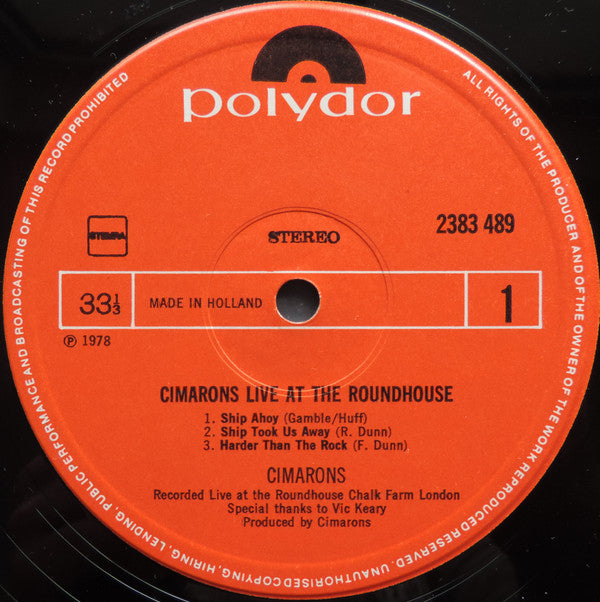 polydor
ALL RIGHTS OF THE PRODUCER AND OF THE OWNER OF THE WORK REPRODUCED RESERVED. UNAUTHORISED COPYING, HIRING, LENDING, PUBLIC PERFORMANCE AND BROADCASTING OF THIS RECORD PROHIBITED
STEMRA
STEREO
2383 489
33⅓
MADE IN HOLLAND
1
Ⓟ 1978
CIMARONS LIVE AT THE ROUNDHOUSE
1. Ship Ahoy (Gamble/Huff)
2. Ship Took Us Away (R. Dunn)
3. Harder Than The Rock (F. Dunn)
CIMARONS
Recorded Live at the Roundhouse Chalk Farm London
Special thanks to Vic Keary
Produced by Cimarons